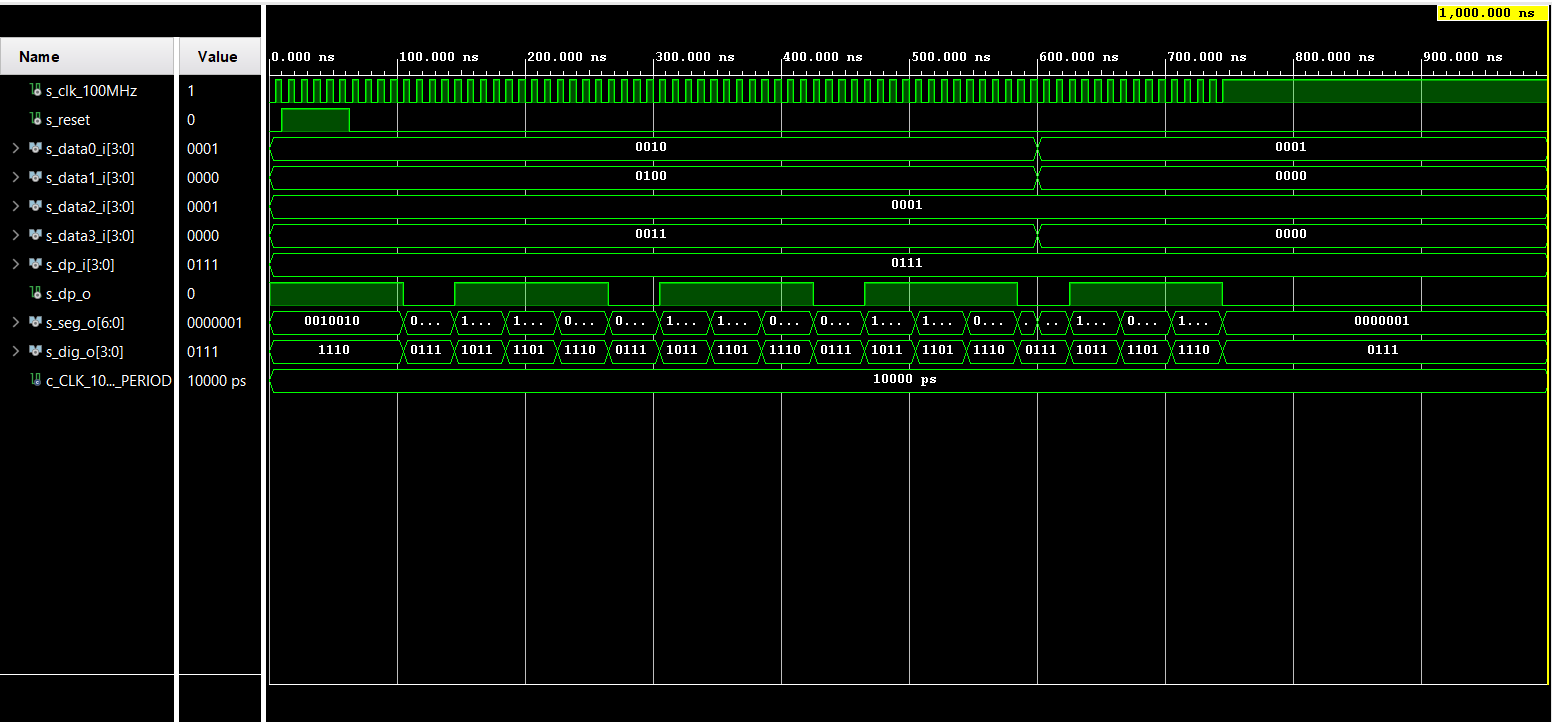 1,000.000 ns
Name Value 0.000 ns 100.000 ns 200.000 ns 300.000 ns 400.000 ns 500.000 ns 600.000 ns 700.000 ns 800.000 ns 900.000 ns
s_clk_100MHz 1
s_reset 0
s_data0_i[3:0] 0001 0010 0001
s_data1_i[3:0] 0000 0100 0000
s_data2_i[3:0] 0001 0001
s_data3_i[3:0] 0000 0011 0000
s_dp_i[3:0] 0111 0111
s_dp_o 0
s_seg_o[6:0] 0000001 0010010 0... 1... 1... 0... 0... 1... 1... 0... 0... 1... 1... 0... . .. 1... 0... 1... 0000001
s_dig_o[3:0] 0111 1110 0111 1011 1101 1110 0111 1011 1101 1110 0111 1011 1101 1110 0111 1011 1101 1110 0111
c_CLK_10..._PERIOD 10000 ps 10000 ps